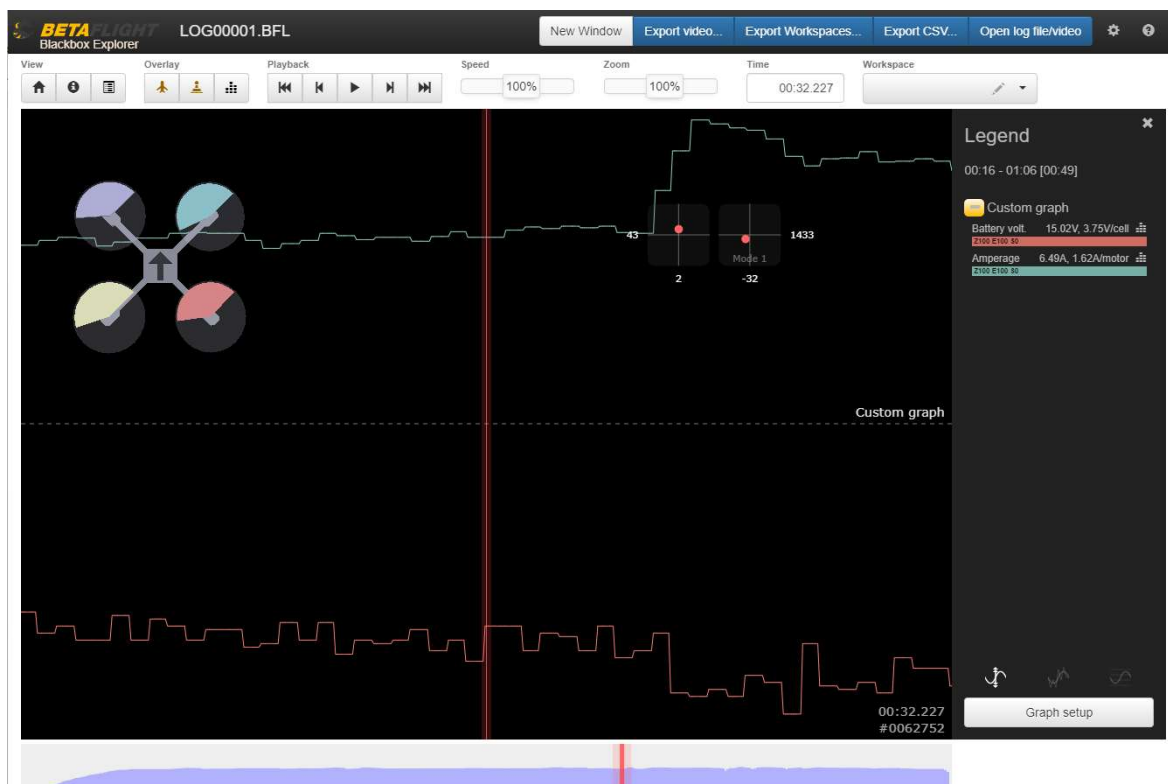 BETAFLIGHT
Blackbox Explorer
LOG00001.BFL
New Window
Export video...
Export Workspaces...
Export CSV...
Open log file/video
View
Overlay
Playback
Speed
Zoom
Time
Workspace
100%
100%
00:32.227
Legend
00:16 - 01:06 [00:49]
Custom graph
Battery volt. 15.02V, 3.75V/cell
Z100 E100 S0
Amperage 6.49A, 1.62A/motor
Z100 E100 S0
43
1433
Mode 1
2
-32
Custom graph
00:32.227
#0062752
Graph setup